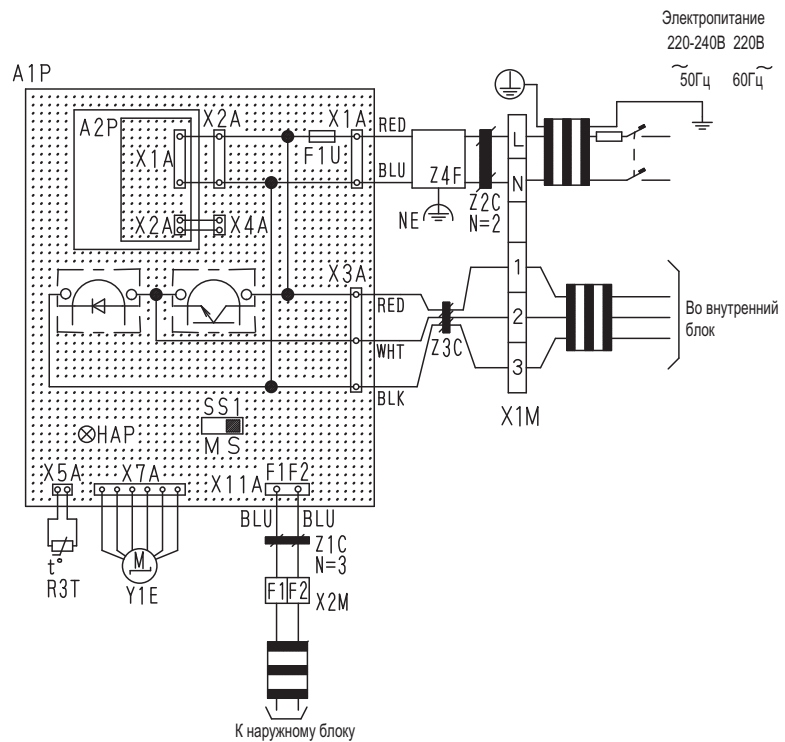 Электропитание
220-240В 220В
~ 50Гц 60Гц ~
A1P
A2P
X2A
X1A
X1A
F1U
RED
BLU
X2A
X4A
Z4F
NE
Z2C
N=2
L
N
1
2
3
X1M
X3A
RED
WHT
BLK
Z3C
Во внутренний
блок
SS1
M S
HAP
X5A
X7A
X11A
F1F2
BLU
BLU
t°
R3T
M
Y1E
Z1C
N=3
F1 F2
X2M
К наружному блоку